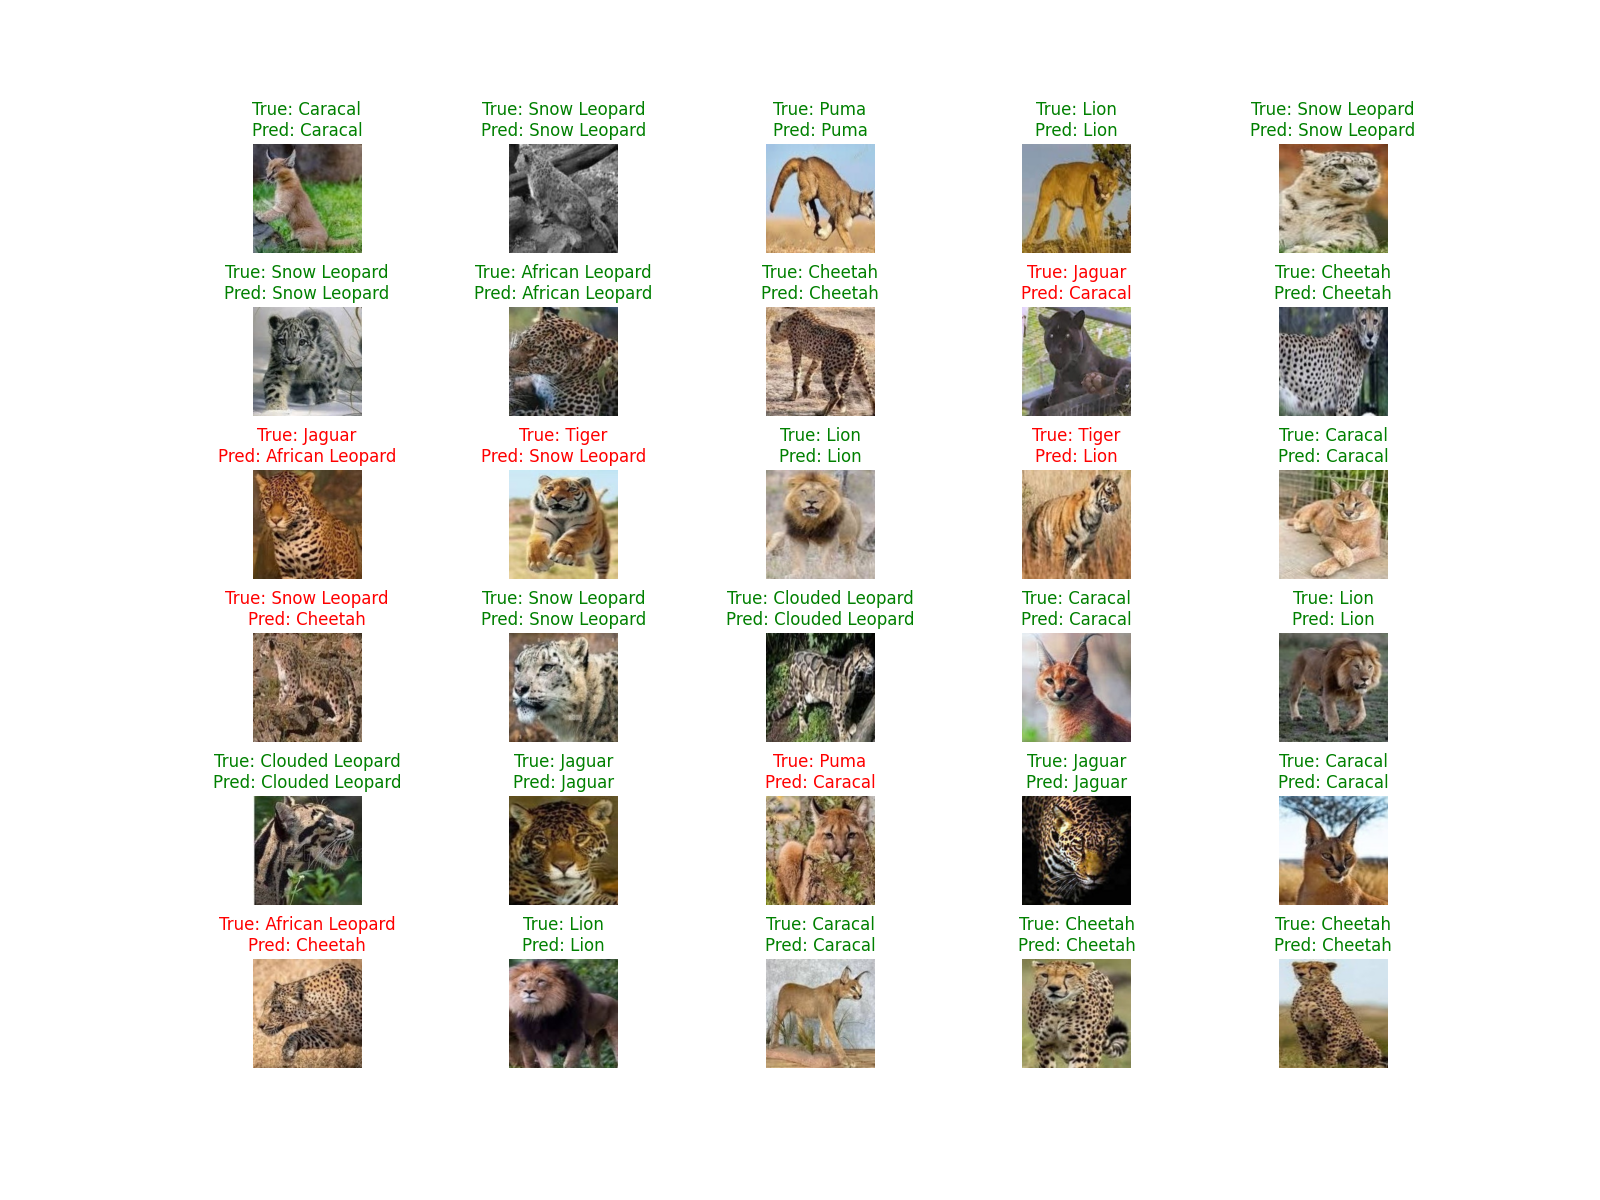 True: Caracal
Pred: Caracal
True: Snow Leopard
Pred: Snow Leopard
True: Puma
Pred: Puma
True: Lion
Pred: Lion
True: Snow Leopard
Pred: Snow Leopard
True: Snow Leopard
Pred: Snow Leopard
True: African Leopard
Pred: African Leopard
True: Cheetah
Pred: Cheetah
True: Jaguar
Pred: Caracal
True: Cheetah
Pred: Cheetah
True: Jaguar
Pred: African Leopard
True: Tiger
Pred: Snow Leopard
True: Lion
Pred: Lion
True: Tiger
Pred: Lion
True: Caracal
Pred: Caracal
True: Snow Leopard
Pred: Cheetah
True: Snow Leopard
Pred: Snow Leopard
True: Clouded Leopard
Pred: Clouded Leopard
True: Caracal
Pred: Caracal
True: Lion
Pred: Lion
True: Clouded Leopard
Pred: Clouded Leopard
True: Jaguar
Pred: Jaguar
True: Puma
Pred: Caracal
True: Jaguar
Pred: Jaguar
True: Caracal
Pred: Caracal
True: African Leopard
Pred: Cheetah
True: Lion
Pred: Lion
True: Caracal
Pred: Caracal
True: Cheetah
Pred: Cheetah
True: Cheetah
Pred: Cheetah